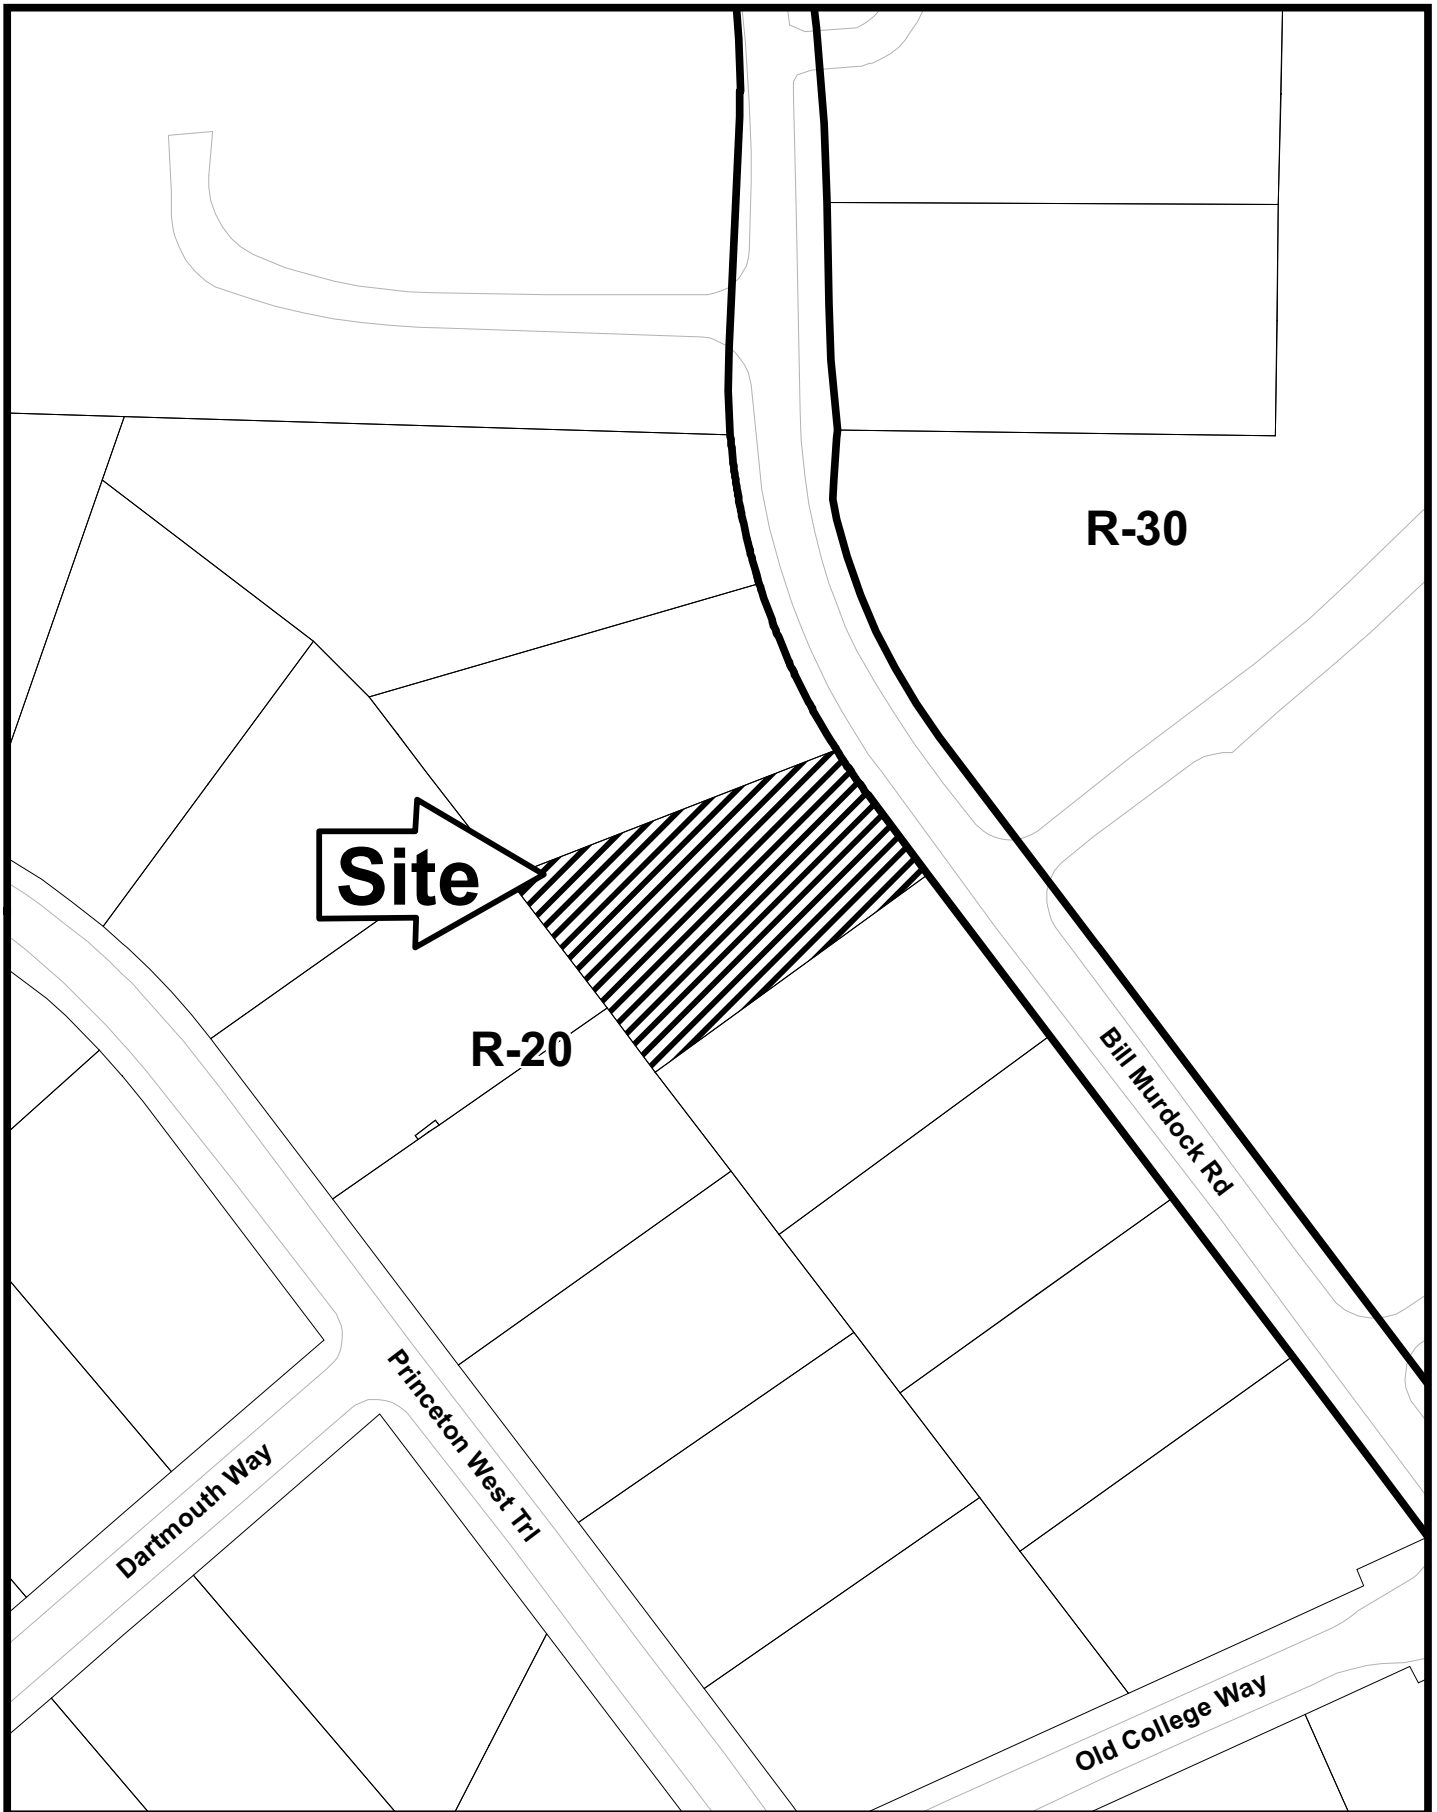 R-30
Site
R-20
Bill Murdock Rd
Princeton West Trl
Dartmouth Way
Old College Way